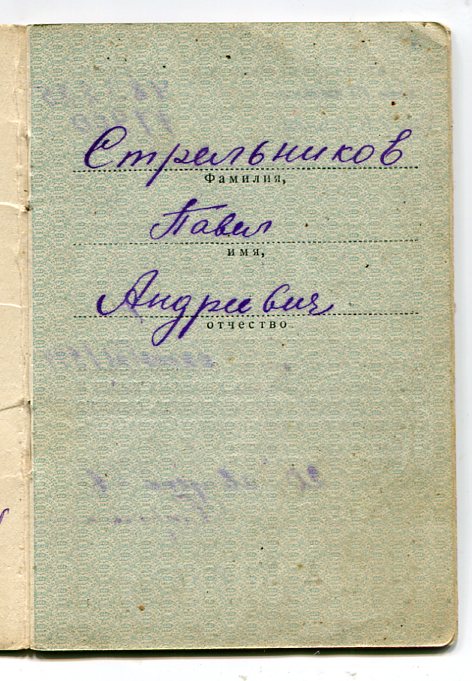 Стрельников
Фамилия,
Павел
имя,
Андреевич
отчество